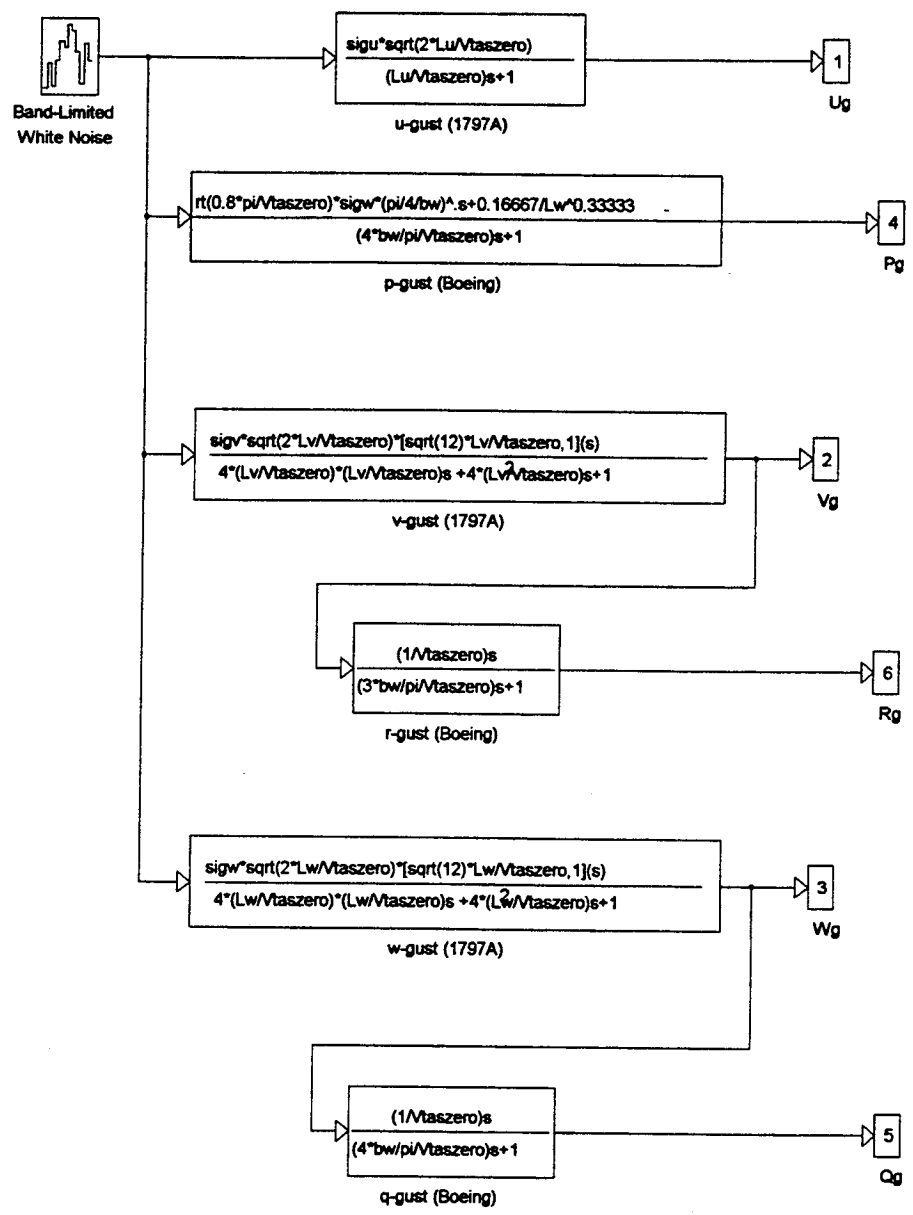 sigu*sqrt(2*Lu/Vtaszero)
(Lu/Vtaszero)s+1
u-gust (1797A)
1
Ug
Band-Limited
White Noise
rt(0.8*pi/Vtaszero)*sigw*(pi/4/bw)^.s+0.16667/Lw^0.33333
(4*bw/pi/Vtaszero)s+1
p-gust (Boeing)
4
Pg
sigv*sqrt(2*Lv/Vtaszero)*[sqrt(12)*Lv/Vtaszero,1](s)
4*(Lv/Vtaszero)*(Lv/Vtaszero)s2+4*(Lv/Vtaszero)s+1
v-gust (1797A)
2
Vg
(1/Vtaszero)s
(3*bw/pi/Vtaszero)s+1
r-gust (Boeing)
6
Rg
sigw*sqrt(2*Lw/Vtaszero)*[sqrt(12)*Lw/Vtaszero,1](s)
4*(Lw/Vtaszero)*(Lw/Vtaszero)s2+4*(Lw/Vtaszero)s+1
w-gust (1797A)
3
Wg
(1/Vtaszero)s
(4*bw/pi/Vtaszero)s+1
q-gust (Boeing)
5
Qg